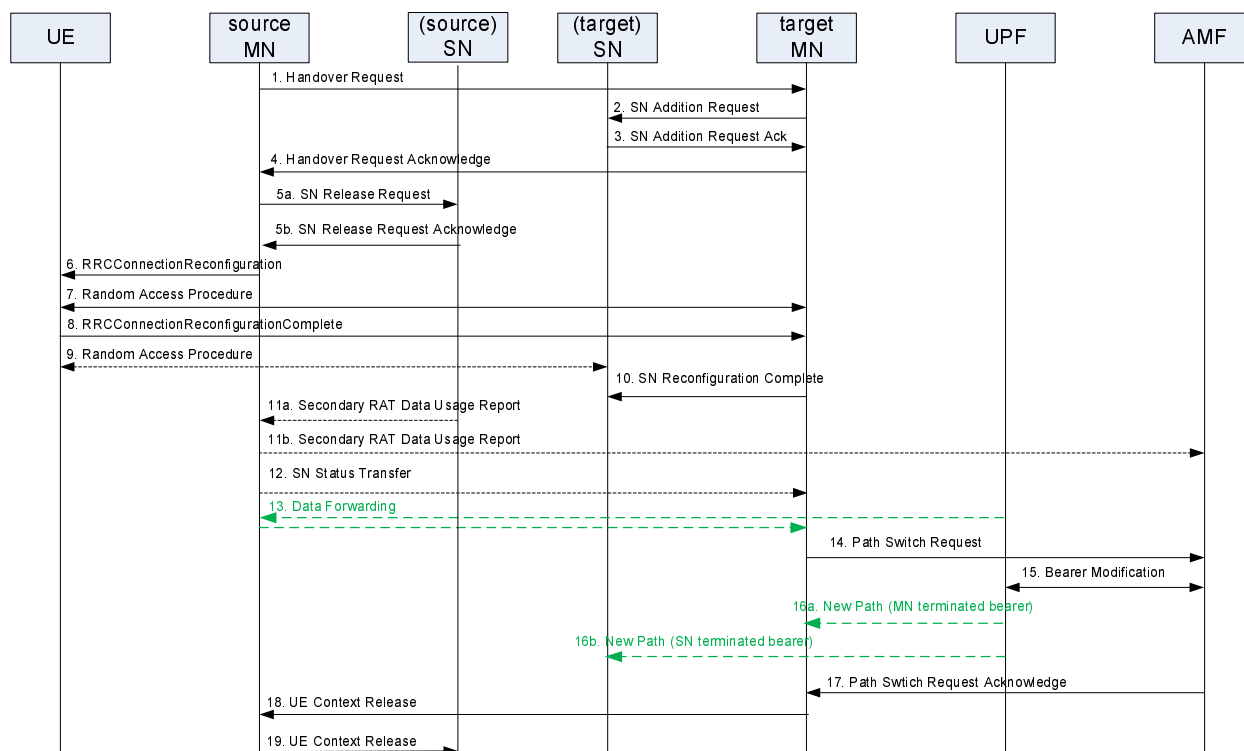 UE
source
MN
(source)
SN
(target)
SN
target
MN
UPF
AMF
1. Handover Request
2. SN Addition Request
3. SN Addition Request Ack
4. Handover Request Acknowledge
5a. SN Release Request
5b. SN Release Request Acknowledge
6. RRCConnectionReconfiguration
7. Random Access Procedure
8. RRCConnectionReconfigurationComplete
9. Random Access Procedure
10. SN Reconfiguration Complete
11a. Secondary RAT Data Usage Report
11b. Secondary RAT Data Usage Report
12. SN Status Transfer
13. Data Forwarding
14. Path Switch Request
15. Bearer Modification
16a. New Path (MN terminated bearer)
16b. New Path (SN terminated bearer)
17. Path Swtich Request Acknowledge
18. UE Context Release
19. UE Context Release